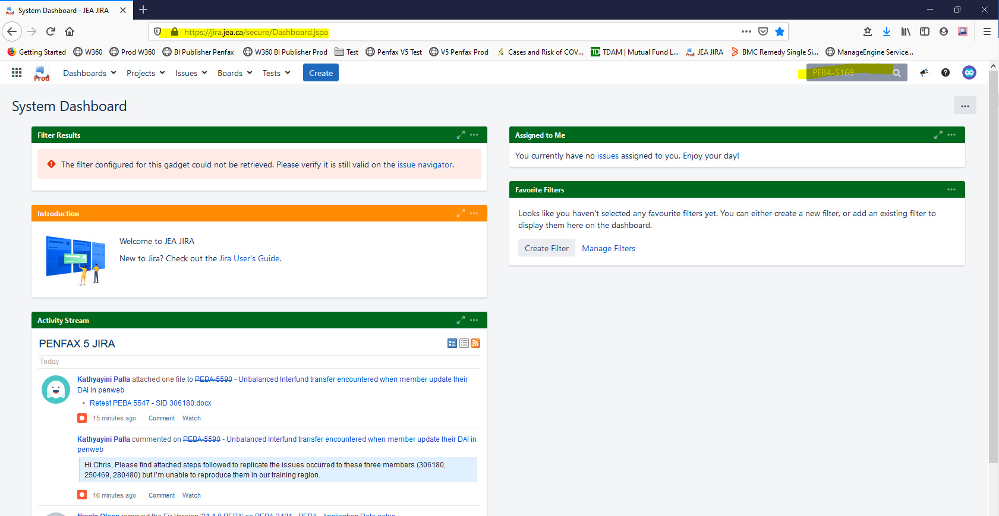 System Dashboard - JEA JIRA
https://jira.jea.ca/secure/Dashboard.jspa
Getting Started W360 Prod W360 BI Publisher Penfax W360 BI Publisher Prod Test Penfax V5 Test V5 Penfax Prod Cases and Risk of COV... TDAM | Mutual Fund L... JEA JIRA BMC Remedy Single Si... ManageEngine Service...
Prod Dashboards Projects Issues Boards Tests Create PEBA-5169
System Dashboard
Filter Results
The filter configured for this gadget could not be retrieved. Please verify it is still valid on the issue navigator.
Introduction
Welcome to JEA JIRA
New to Jira? Check out the Jira User's Guide.
Activity Stream
PENFAX 5 JIRA
Today
Kathyayini Palla attached one file to PEBA-5590 - Unbalanced Interfund transfer encountered when member update their
DAI in penweb
• Retest PEBA 5547 - SID 306180.docx
15 minutes ago Comment Watch
Kathyayini Palla commented on PEBA-5590 - Unbalanced Interfund transfer encountered when member update their DAI in
penweb
Hi Chris, Please find attached steps followed to replicate the issues occurred to these three members (306180,
250469, 280480) but I'm unable to reproduce them in our training region.
16 minutes ago Comment Watch
Assigned to Me
You currently have no issues assigned to you. Enjoy your day!
Favorite Filters
Looks like you haven't selected any favourite filters yet. You can either create a new filter, or add an existing filter to
display them here on the dashboard.
Create Filter Manage Filters